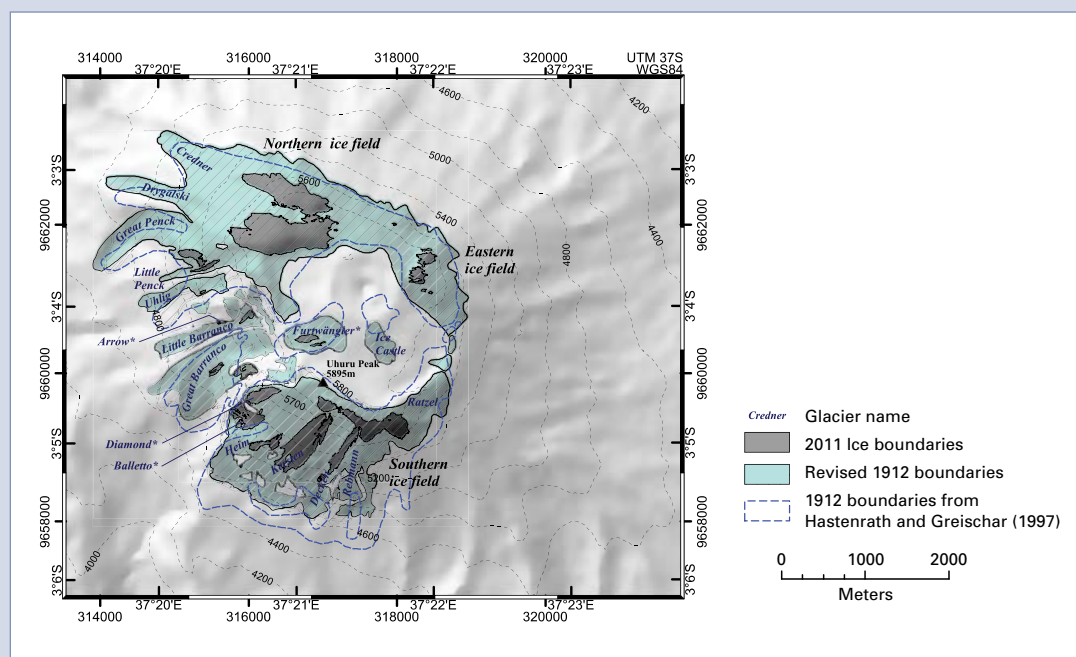 314000 316000 318000 320000 UTM 37S
37°20'E 37°21'E 37°22'E 37°23'E WGS84
4600
4200
Northern ice field
5000
Credner
3°3'S
3°3'S
5600
Drygalski
9662000
9662000
5400
Great Penck
4400
4800
Eastern
ice field
Little
Penck
Uhlig
3°4'S
3°4'S
4800
Arrow*
Little Barranco
Furtwängler*
Ice
Castle
Uhuru Peak
5895m
9660000
9660000
Great Barranco
5800
5700
Ratzel
Diamond*
Heim
3°5'S
3°5'S
Balletto*
Kersten
Southern
ice field
Decken
Rebmann
5200
9658000
9658000
4600
4400
4000
4200
3°6'S
3°6'S
37°20'E 37°21'E 37°22'E 37°23'E
314000 316000 318000 320000
Credner Glacier name
2011 Ice boundaries
Revised 1912 boundaries
1912 boundaries from
Hastenrath and Greischar (1997)
0 1000 2000
Meters